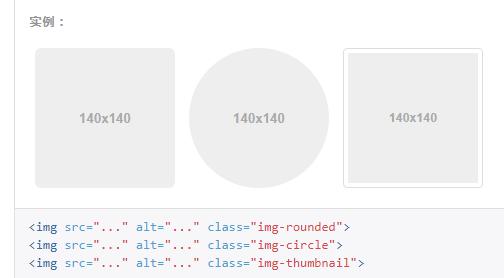 实例：
140x140 140x140 140x140
<img src="..." alt="..." class="img-rounded">
<img src="..." alt="..." class="img-circle">
<img src="..." alt="..." class="img-thumbnail">